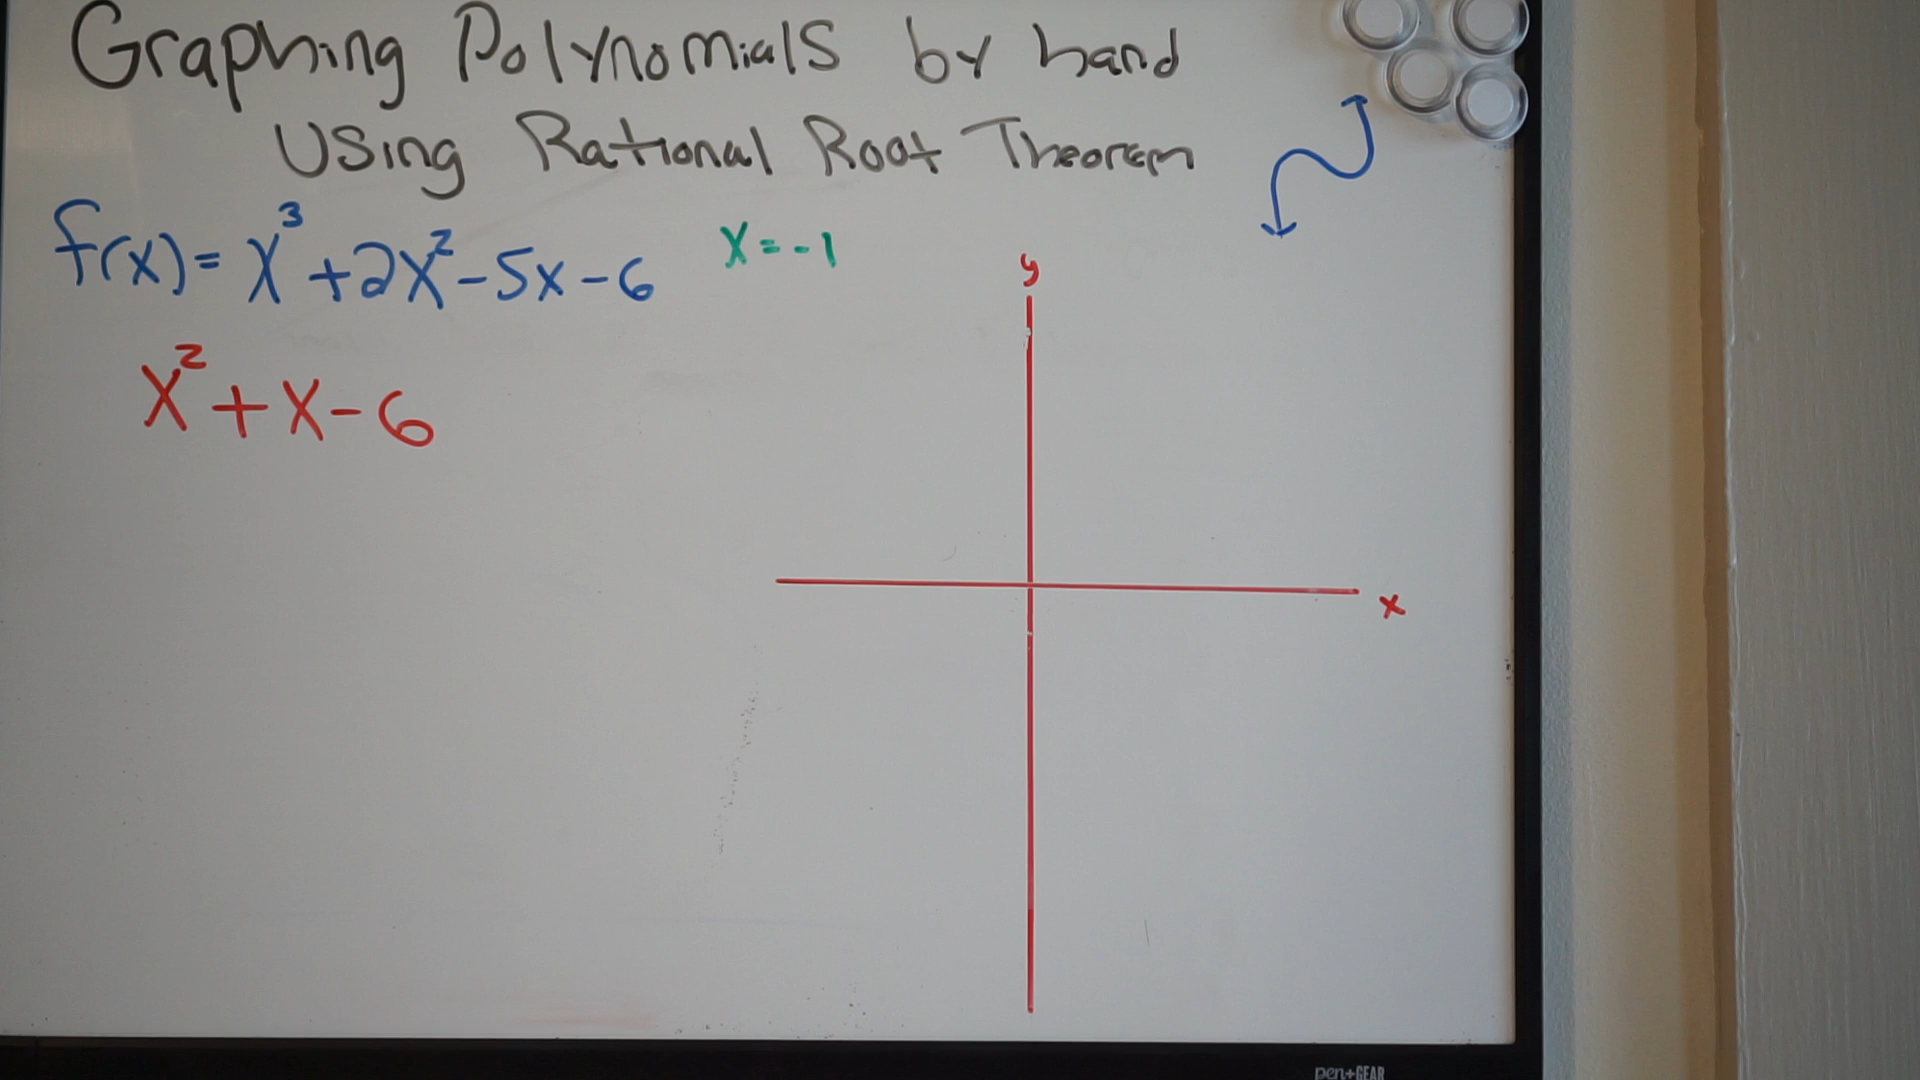 Graphing Polynomials by hand
Using Rational Root Theorem
f(x)= x³+2x²-5x-6 x=-1
x²+x-6
y
x
pen+GEAR